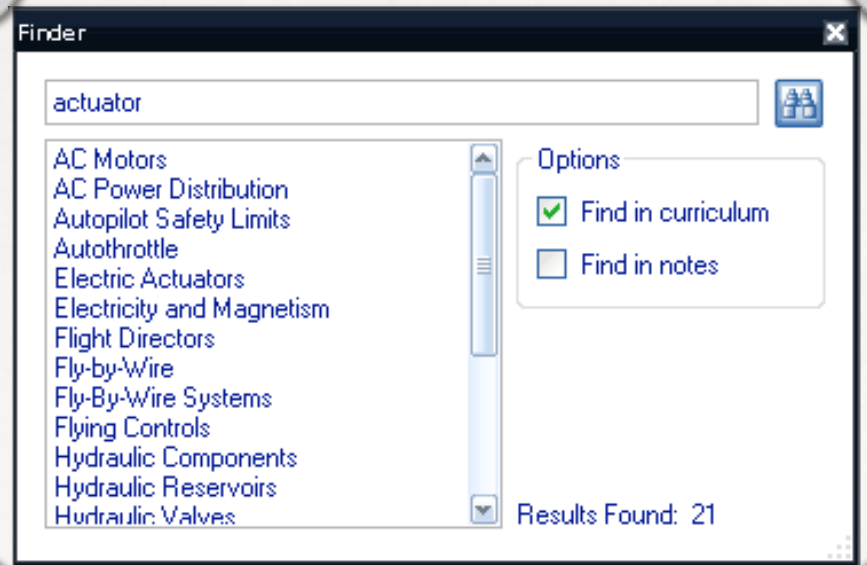 Finder
actuator
AC Motors
AC Power Distribution
Autopilot Safety Limits
Autothrottle
Electric Actuators
Electricity and Magnetism
Flight Directors
Fly-by-Wire
Fly-By-Wire Systems
Flying Controls
Hydraulic Components
Hydraulic Reservoirs
Hydraulic Valves
Options
Find in curriculum
Find in notes
Results Found: 21